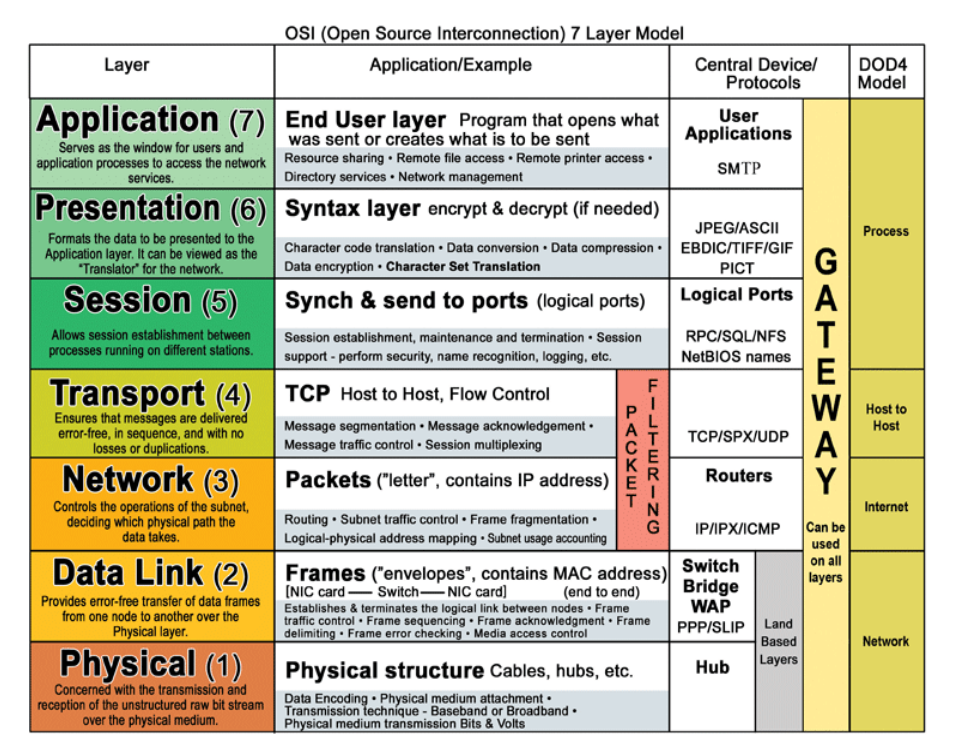 OSI (Open Source Interconnection) 7 Layer Model
Layer
Application/Example
Central Device/
Protocols
DOD4
Model
Application (7)
Serves as the window for users and
application processes to access the network
services.
End User layer Program that opens what
was sent or creates what is to be sent
Resource sharing • Remote file access • Remote printer access •
Directory services • Network management
User
Applications
SMTP
Presentation (6)
Formats the data to be presented to the
Application layer. It can be viewed as the
"Translator" for the network.
Syntax layer encrypt & decrypt (if needed)
Character code translation • Data conversion • Data compression •
Data encryption • Character Set Translation
JPEG/ASCII
EBDIC/TIFF/GIF
PICT
Session (5)
Allows session establishment between
processes running on different stations.
Synch & send to ports (logical ports)
Session establishment, maintenance and termination • Session
support - perform security, name recognition, logging, etc.
Logical Ports
RPC/SQL/NFS
NetBIOS names
Process
Transport (4)
Ensures that messages are delivered
error-free, in sequence, and with no
losses or duplications.
TCP Host to Host, Flow Control
Message segmentation • Message acknowledgement •
Message traffic control • Session multiplexing
TCP/SPX/UDP
Host to
Host
Network (3)
Controls the operations of the subnet,
deciding which physical path the
data takes.
Packets ("letter", contains IP address)
Routing • Subnet traffic control • Frame fragmentation •
Logical-physical address mapping • Subnet usage accounting
PACKET
FILTERING
Routers
IP/IPX/ICMP
Internet
Data Link (2)
Provides error-free transfer of data frames
from one node to another over the
Physical layer.
Frames ("envelopes", contains MAC address)
[NIC card — Switch — NIC card] (end to end)
Establishes & terminates the logical link between nodes • Frame
traffic control • Frame sequencing • Frame acknowledgment • Frame
delimiting • Frame error checking • Media access control
Switch
Bridge
WAP
PPP/SLIP
Physical (1)
Concerned with the transmission and
reception of the unstructured raw bit stream
over the physical medium.
Physical structure Cables, hubs, etc.
Data Encoding • Physical medium attachment •
Transmission technique - Baseband or Broadband •
Physical medium transmission Bits & Volts
Hub
Land
Based
Layers
GATEWAY
Can be
used
on all
layers
Network